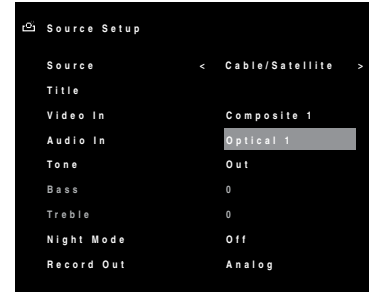 Source Setup
Source < Cable/Satellite >
Title
Video In Composite 1
Audio In Optical 1
Tone Out
Bass 0
Treble 0
Night Mode Off
Record Out Analog